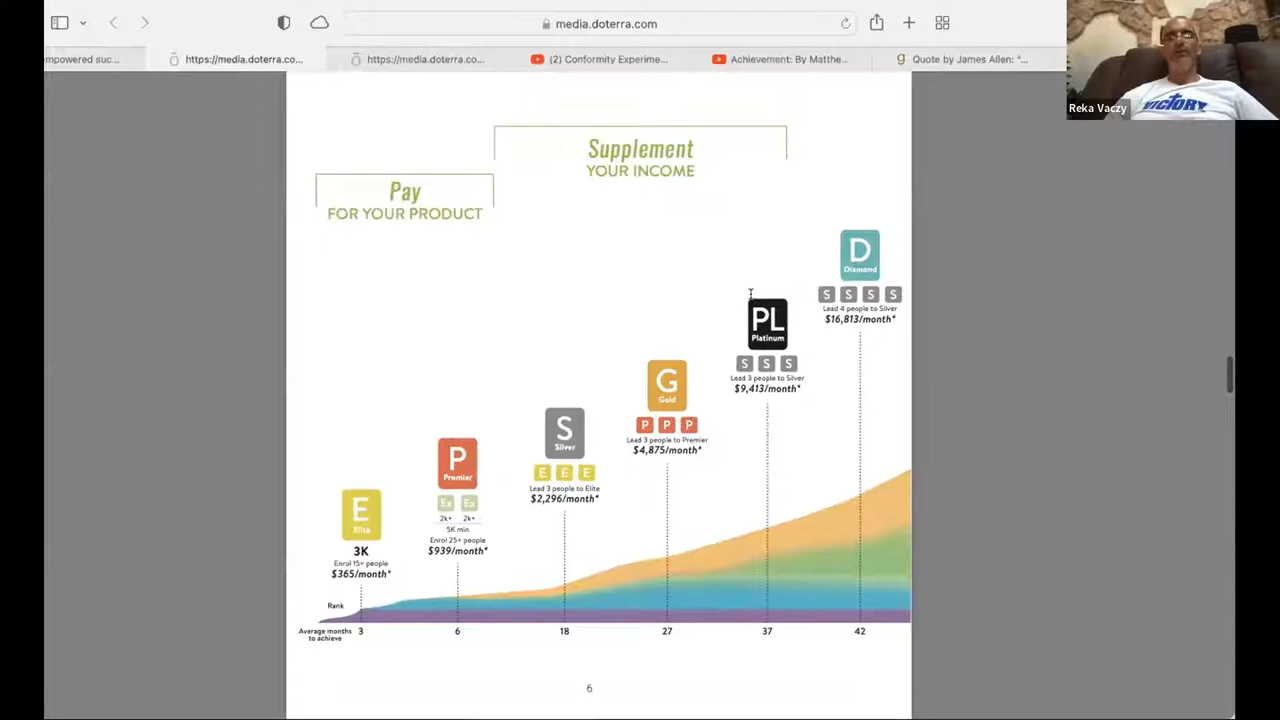 media.doterra.com
empowered suc...
https://media.doterra.co...
https://media.doterra.co...
(2) Conformity Experime...
Achievement: By Matthe...
Quote by James Allen: "...
VICTORY
Reka Vaczy
Supplement
YOUR INCOME
Pay
FOR YOUR PRODUCT
D
Diamond
S S S S
Lead 4 people to Silver
$16,813/month*
PL
Platinum
S S S
Lead 3 people to Silver
$9,413/month*
G
Gold
P P P
Lead 3 people to Premier
$4,875/month*
S
Silver
E E E
Lead 3 people to Elite
$2,296/month*
P
Premier
Ex Ex
2k+ 2k+
5K min
Enrol 25+ people
$939/month*
E
Elite
3K
Enrol 15+ people
$365/month*
Rank
Average months
to achieve
3 6 18 27 37 42
6